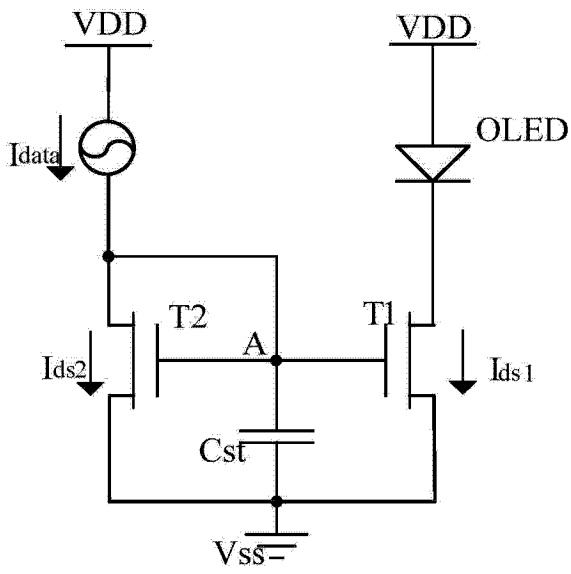 VDD
VDD
OLED
Idata
T2
T1
A
Ids2
Ids1
Cst
Vss